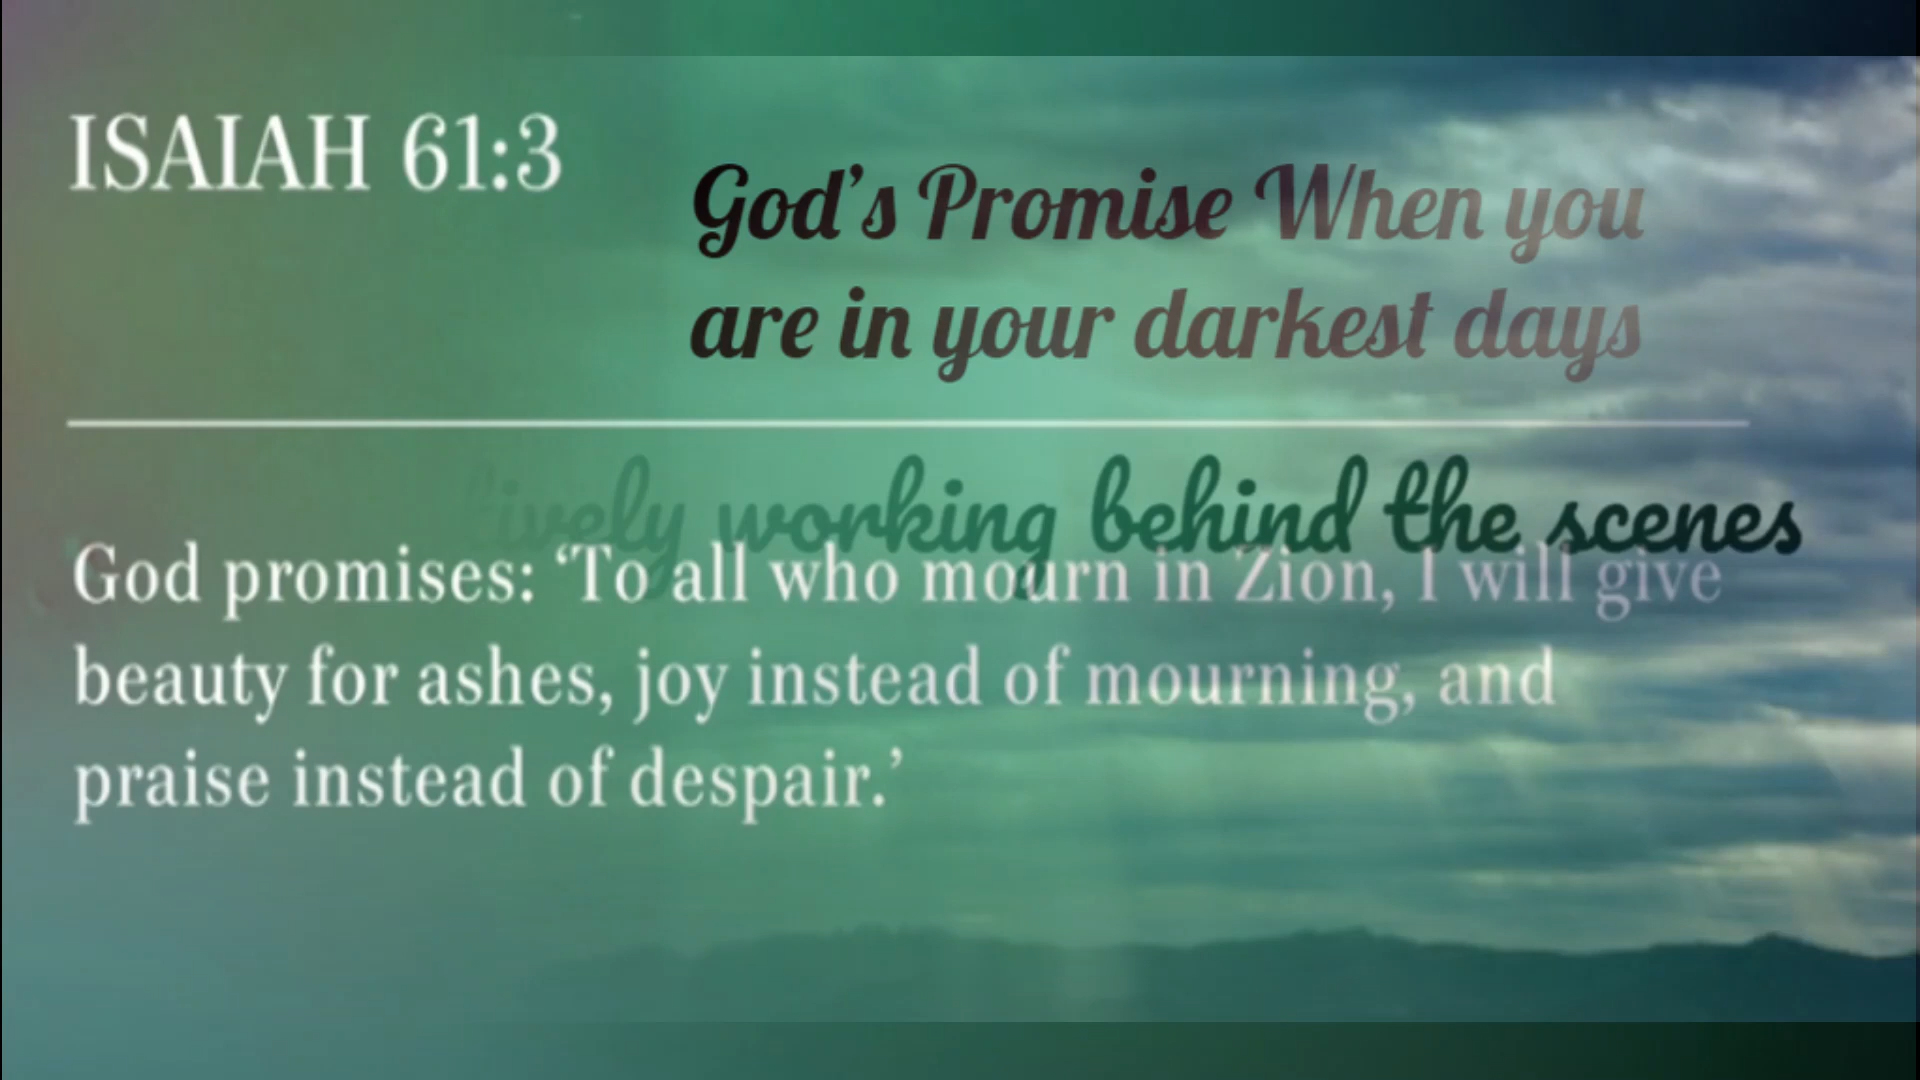 ISAIAH 61:3
God’s Promise When you
are in your darkest days
working behind the scenes
God promises: ‘To all who mourn in Zion, I will give
beauty for ashes, joy instead of mourning, and
praise instead of despair.’